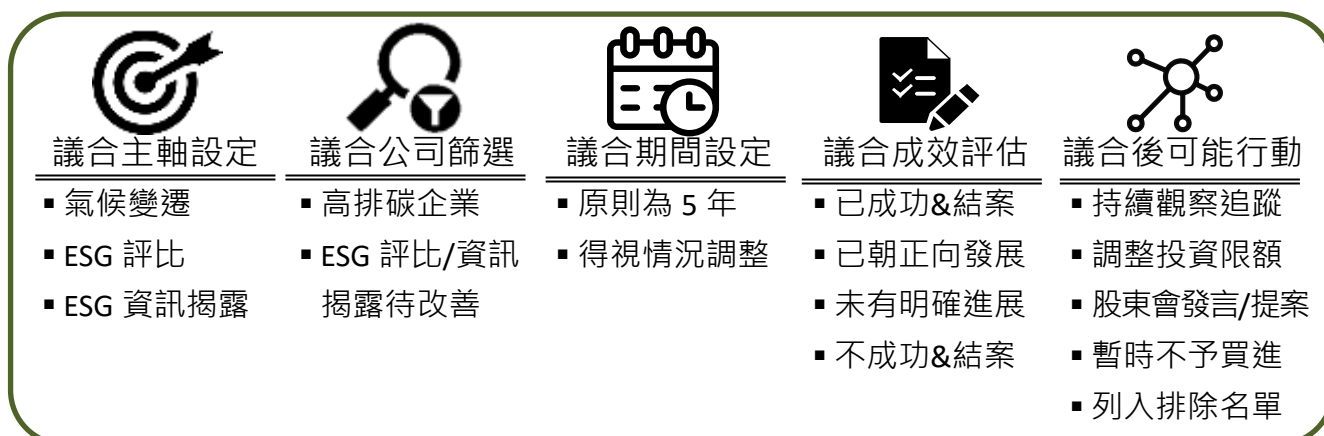 議合主軸設定
▪ 氣候變遷
▪ ESG 評比
▪ ESG 資訊揭露
議合公司篩選
▪ 高排碳企業
▪ ESG 評比/資訊
揭露待改善
議合期間設定
▪ 原則為 5 年
▪ 得視情況調整
議合成效評估
▪ 已成功&結案
▪ 已朝正向發展
▪ 未有明確進展
▪ 不成功&結案
議合後可能行動
▪ 持續觀察追蹤
▪ 調整投資限額
▪ 股東會發言/提案
▪ 暫時不予買進
▪ 列入排除名單